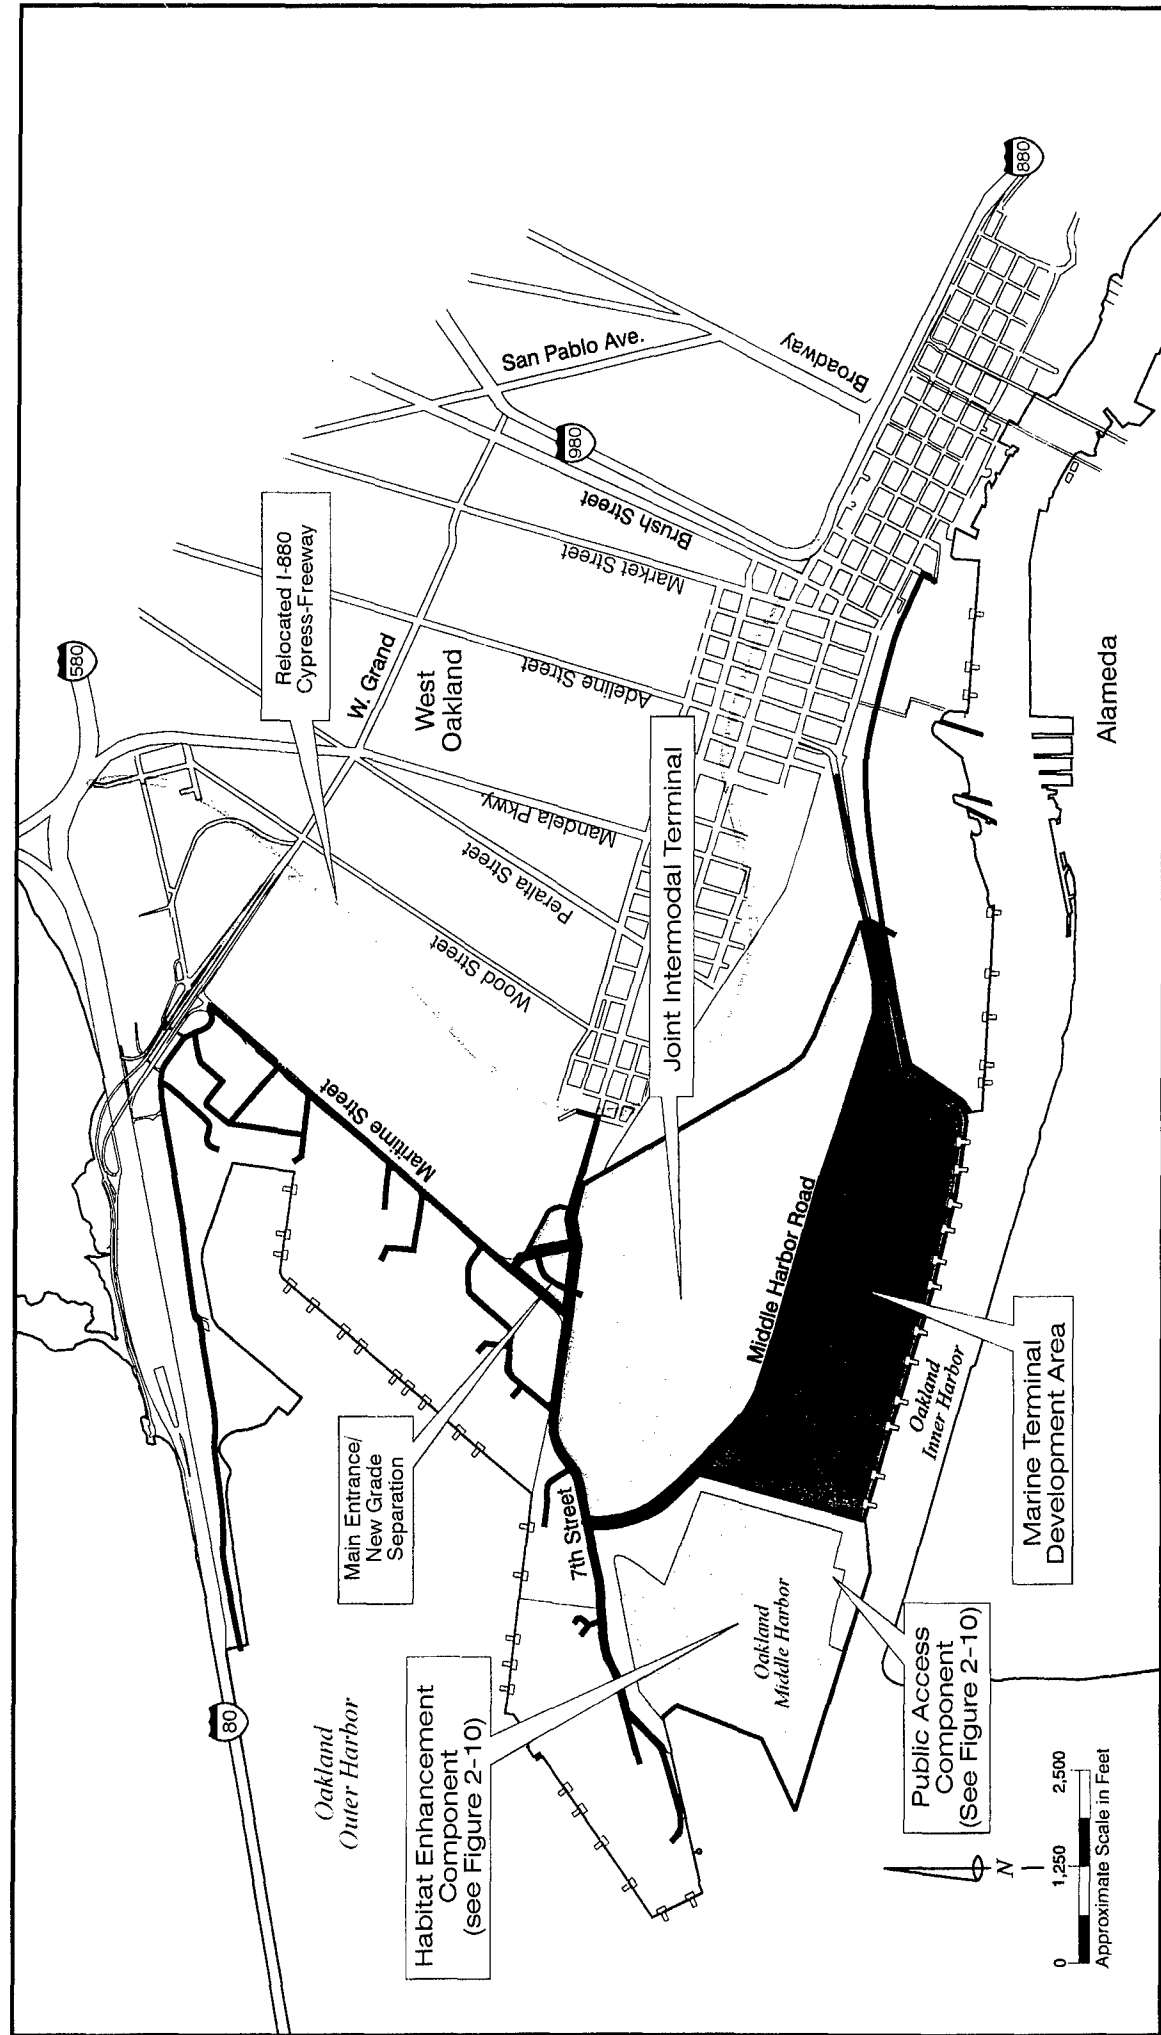 580
80
880
980
Oakland
Outer Harbor
Relocated I-880
Cypress-Freeway
W. Grand
West
Oakland
San Pablo Ave.
Broadway
Brush Street
Market Street
Adeline Street
Mandela Pkwy.
Peralta Street
Wood Street
Maritime Street
Main Entrance/
New Grade
Separation
7th Street
Habitat Enhancement
Component
(see Figure 2-10)
Joint Intermodal Terminal
Middle Harbor Road
Oakland
Middle Harbor
Oakland
Inner Harbor
Public Access
Component
(See Figure 2-10)
Marine Terminal
Development Area
Alameda
N
0
1,250
2,500
Approximate Scale in Feet